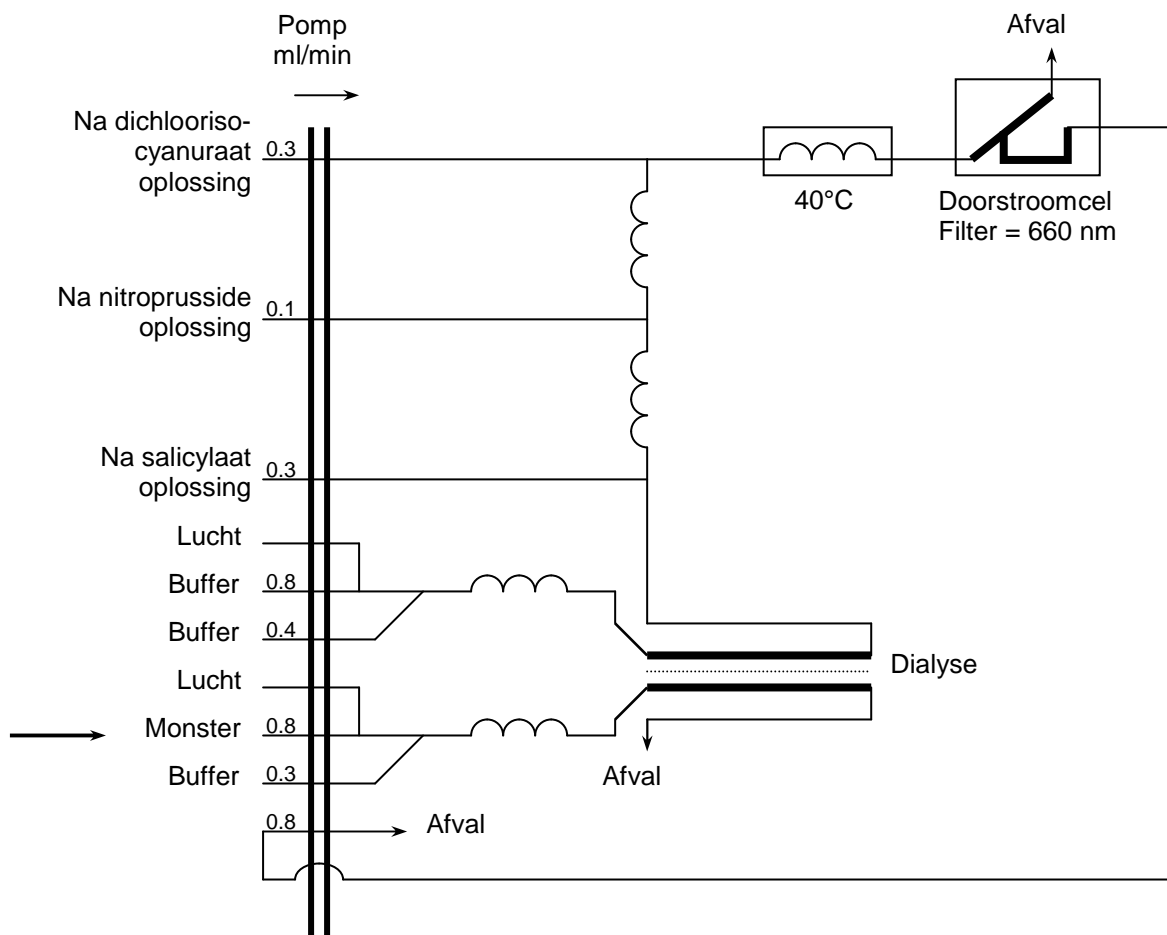 Pomp
ml/min
Afval
Na dichlooriso-
cyanuraat
oplossing
0.3
40°C
Doorstroomcel
Filter = 660 nm
Na nitroprusside
oplossing
0.1
Na salicylaat
oplossing
0.3
Lucht
Buffer 0.8
Buffer 0.4
Lucht
Dialyse
Monster 0.8
Afval
Buffer 0.3
0.8 Afval